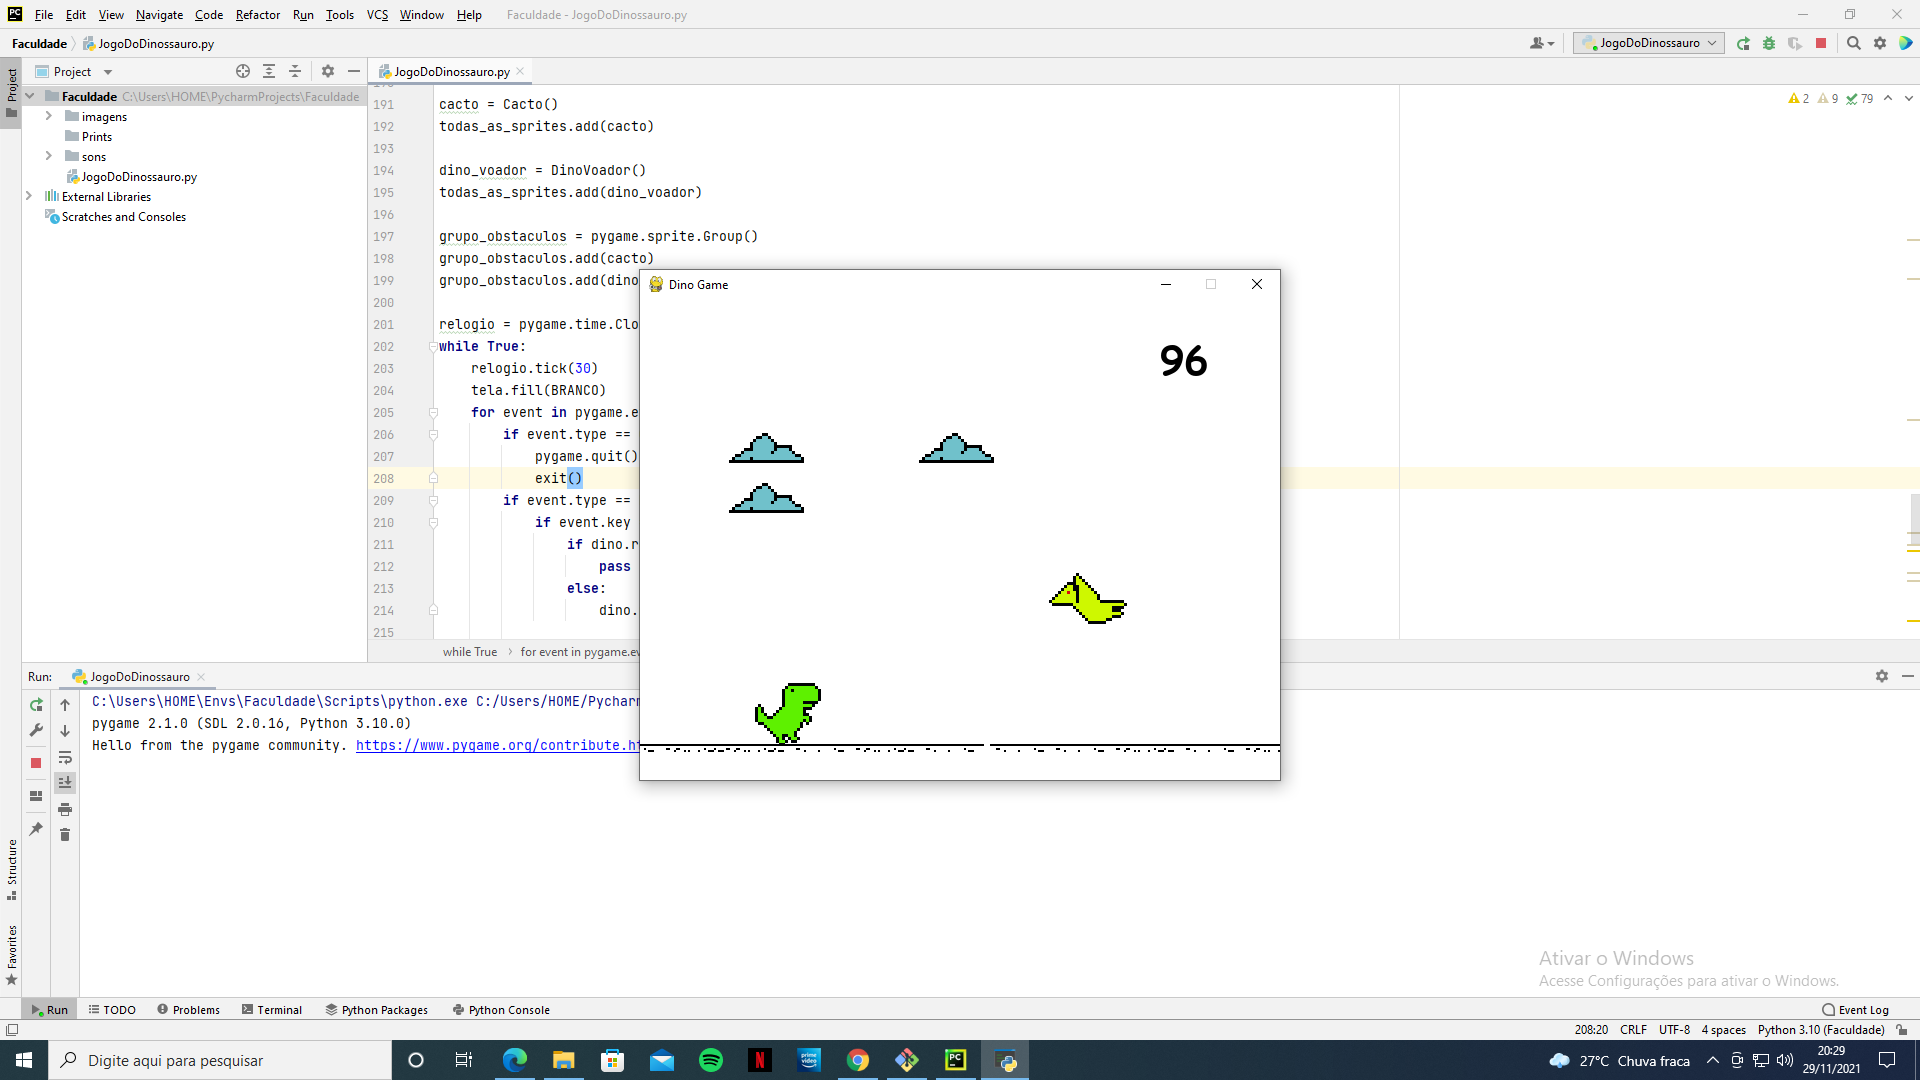 PC File Edit View Navigate Code Refactor Run Tools VCS Window Help Faculdade - JogoDoDinossauro.py
Faculdade JogoDoDinossauro.py JogoDoDinossauro
Project JogoDoDinossauro.py
Project
Faculdade C:\Users\HOME\PycharmProjects\Faculdade
imagens
Prints
sons
JogoDoDinossauro.py
External Libraries
Scratches and Consoles
2 9 79
191 cacto = Cacto()
192 todas_as_sprites.add(cacto)
193
194 dino_voador = DinoVoador()
195 todas_as_sprites.add(dino_voador)
196
197 grupo_obstaculos = pygame.sprite.Group()
198 grupo_obstaculos.add(cacto)
199 grupo_obstaculos.add(dino
200
201 relogio = pygame.time.Clo
202 while True:
203 relogio.tick(30)
204 tela.fill(BRANCO)
205 for event in pygame.e
206 if event.type ==
207 pygame.quit()
208 exit()
209 if event.type ==
210 if event.key
211 if dino.r
212 pass
213 else:
214 dino.
215
while True for event in pygame.ev
Dino Game
96
Run: JogoDoDinossauro
C:\Users\HOME\Envs\Faculdade\Scripts\python.exe C:/Users/HOME/Pycharm
pygame 2.1.0 (SDL 2.0.16, Python 3.10.0)
Hello from the pygame community. https://www.pygame.org/contribute.ht
Structure
Favorites
Ativar o Windows
Acesse Configurações para ativar o Windows.
Run TODO Problems Terminal Python Packages Python Console Event Log
208:20 CRLF UTF-8 4 spaces Python 3.10 (Faculdade)
Digite aqui para pesquisar
N
prime video
PC
27°C Chuva fraca
20:29
29/11/2021